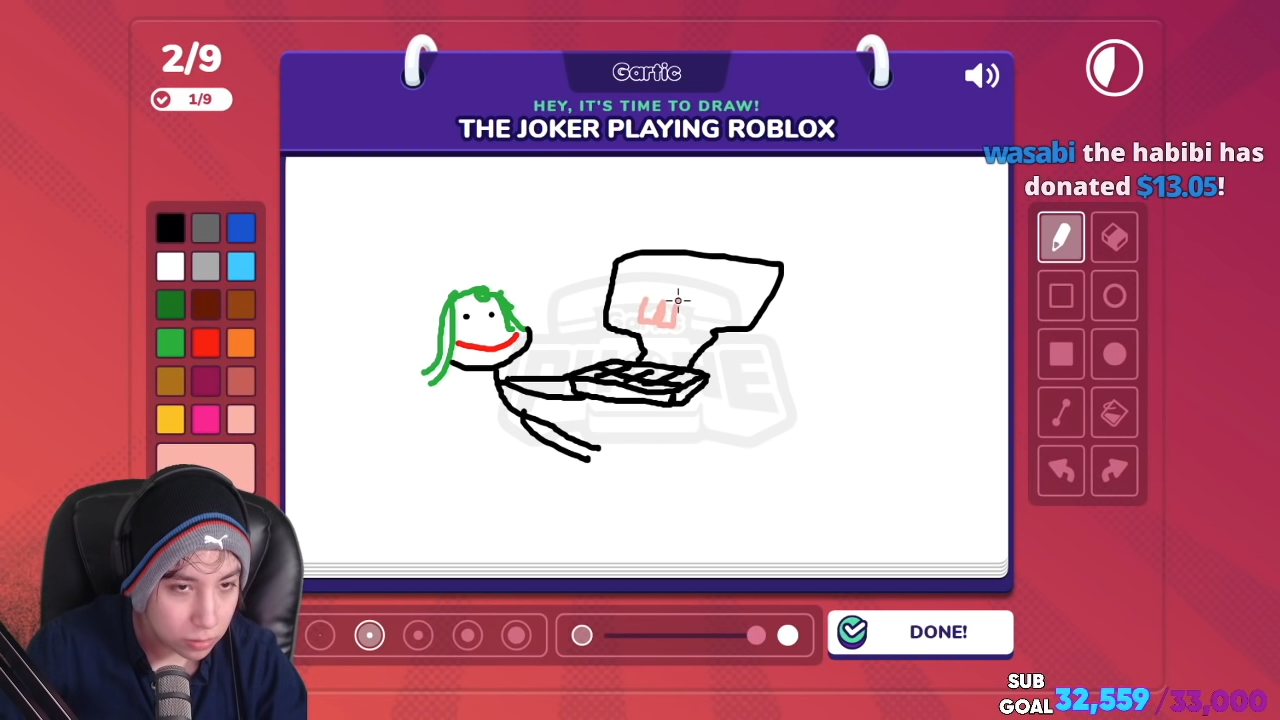 2/9
1/9
Gartic
HEY, IT'S TIME TO DRAW!
THE JOKER PLAYING ROBLOX
wasabi the habibi has
donated $13.05!
DONE!
SUB
GOAL 32,559 /33,000